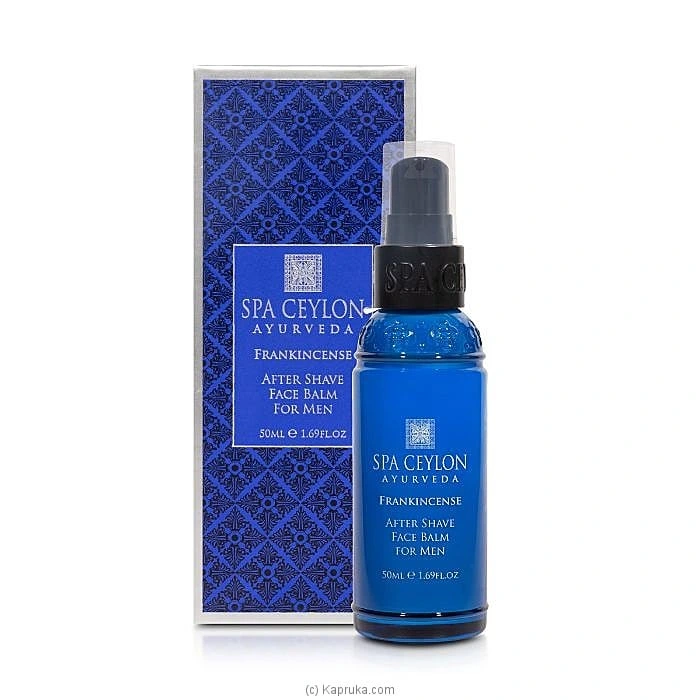 SPA CEYLON
AYURVEDA
FRANKINCENSE
AFTER SHAVE
FACE BALM
FOR MEN
50ML e 1.69FL.OZ
SPA CE
SPA CEYLON
AYURVEDA
FRANKINCENSE
AFTER SHAVE
FACE BALM
FOR MEN
50ML e 1.69FL.OZ
(c) Kapruka.com